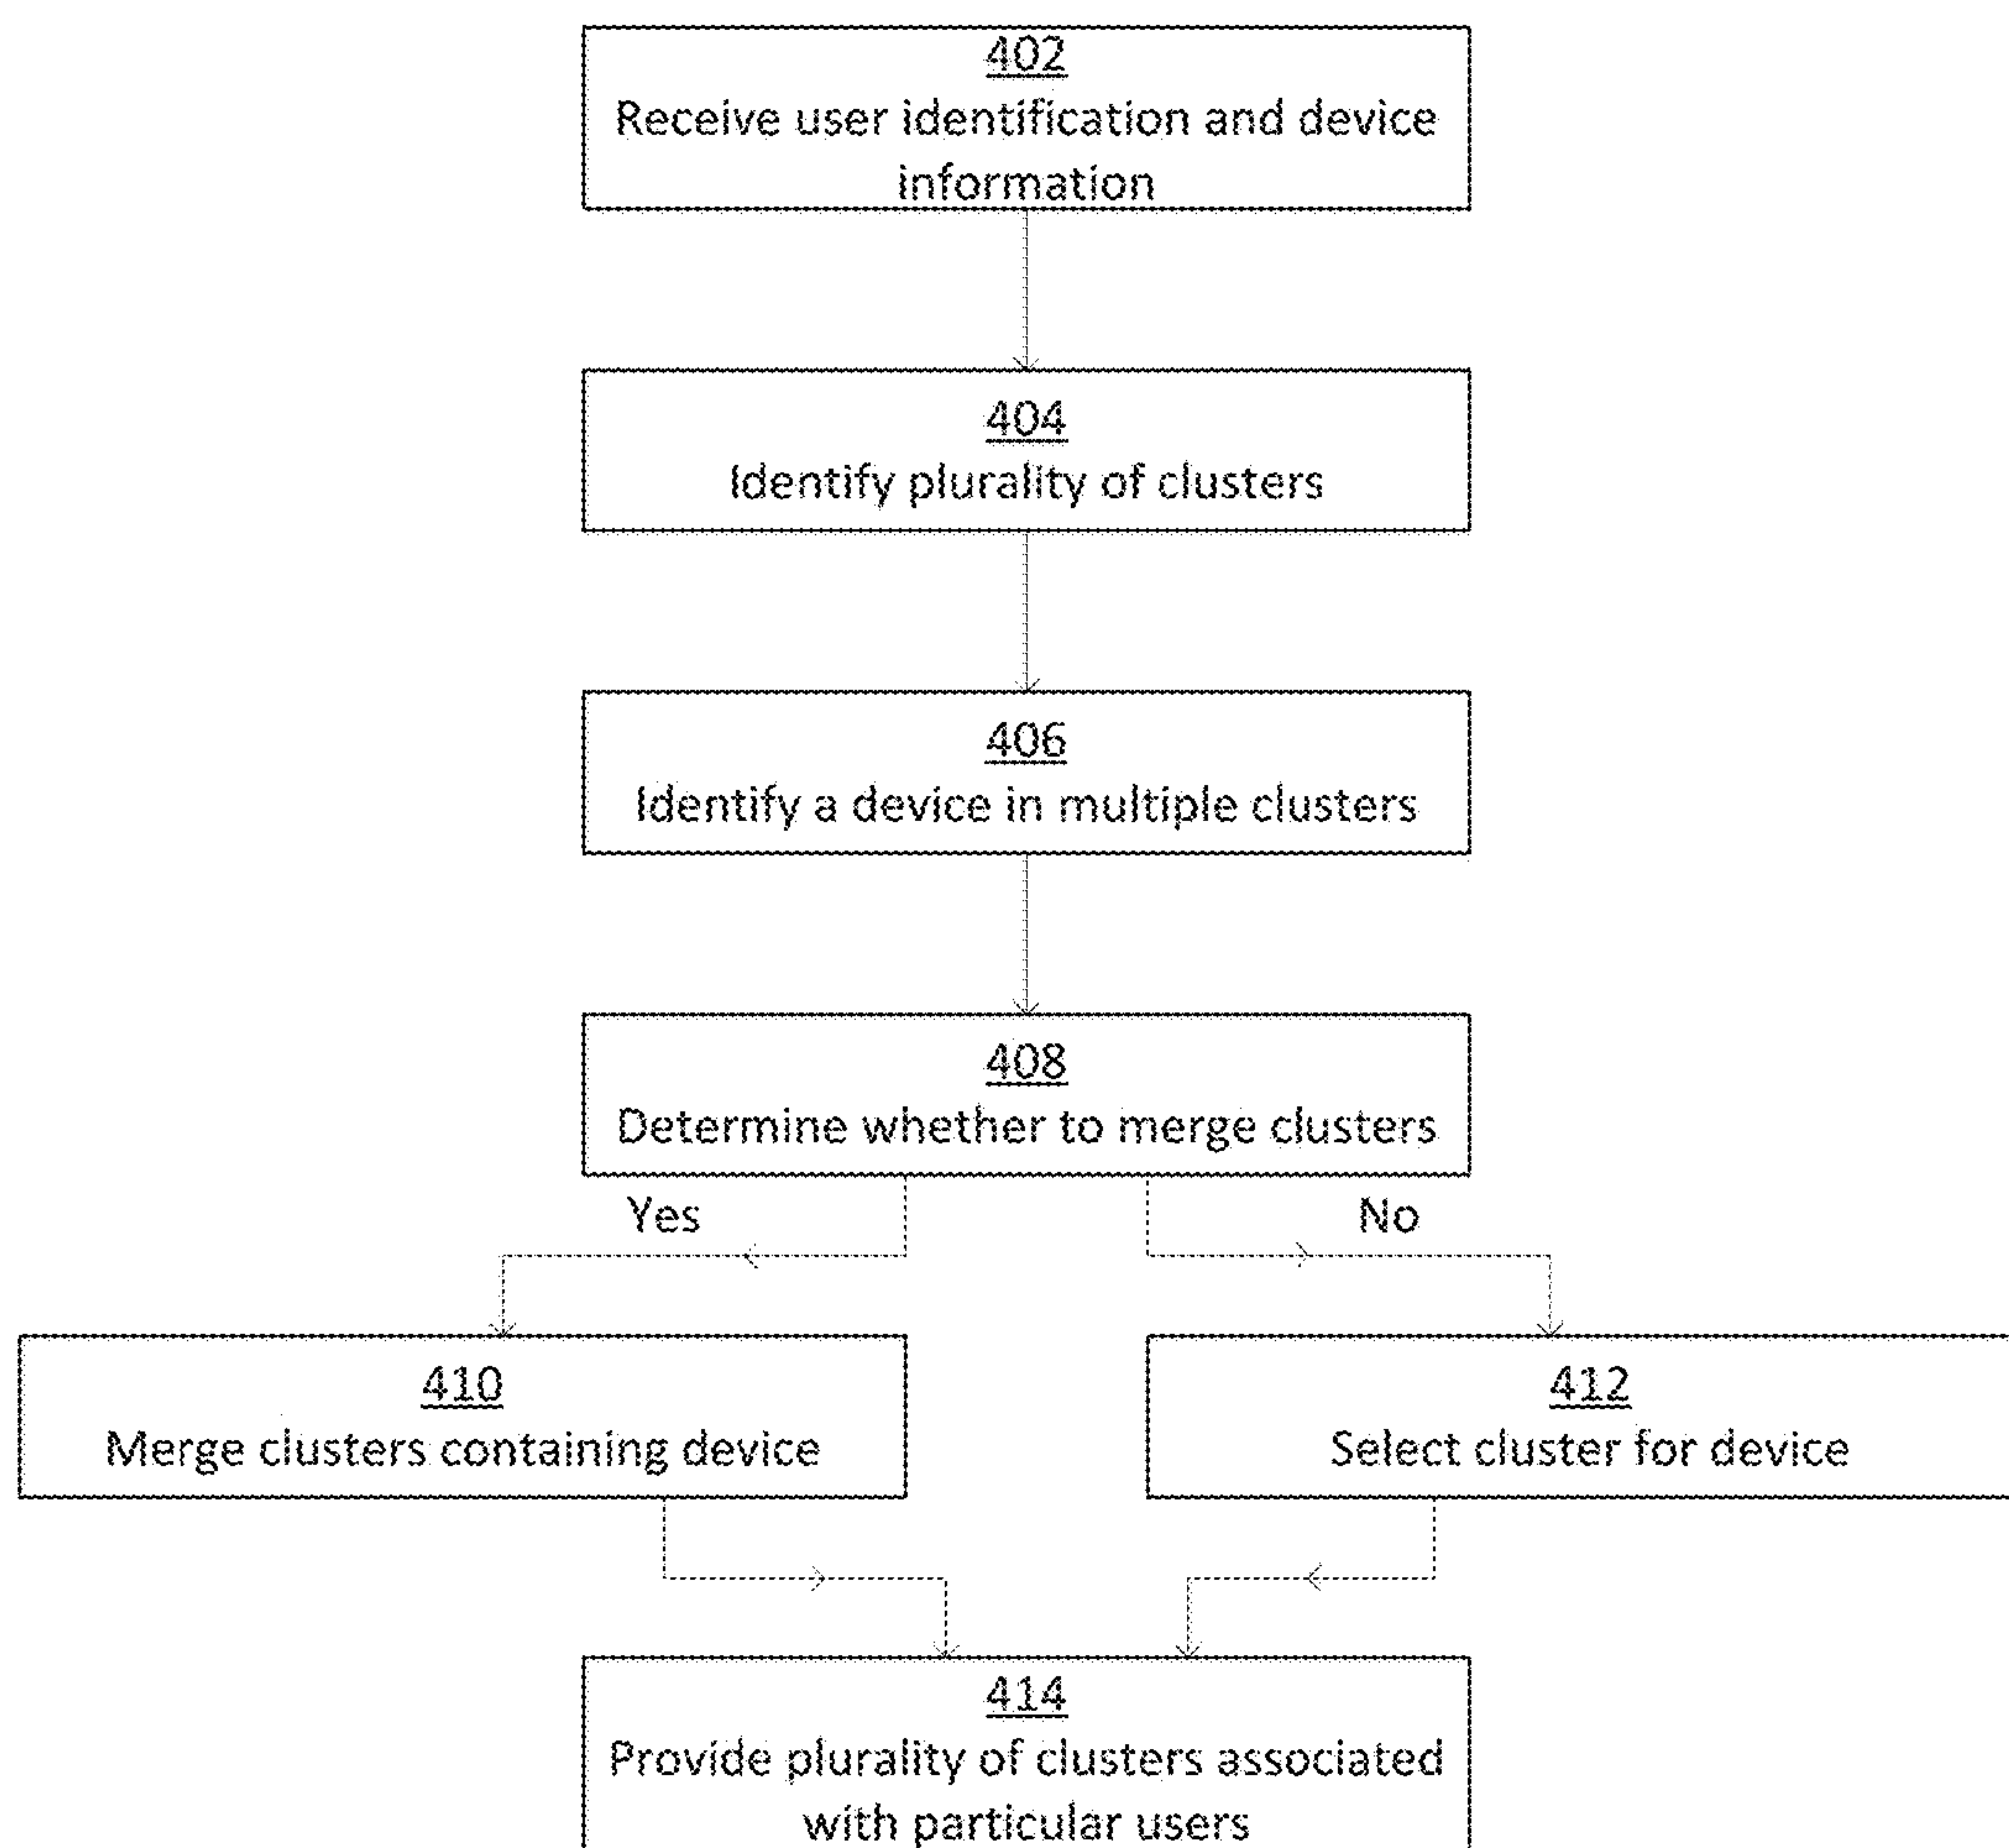 402
Receive user identification and device
information
404
Identify plurality of clusters
406
Identify a device in multiple clusters
408
Determine whether to merge clusters
Yes
No
410
Merge clusters containing device
412
Select cluster for device
414
Provide plurality of clusters associated
with particular users